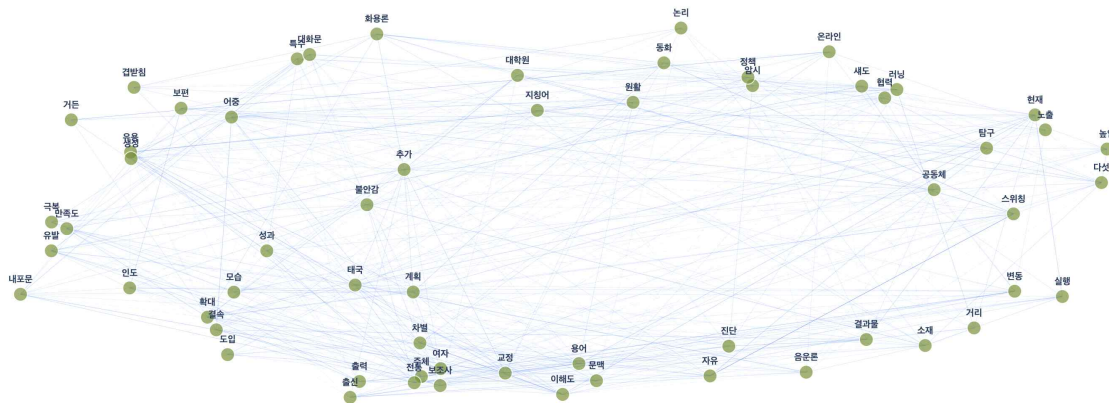 논리
화용론
대화문
특수
동화
온라인
대학원
정책
암시
새도
러닝
협력
겹받침
보편
어중
지칭어
원활
거든
현재
노출
유용
생성
탐구
추가
공동체
다섯
불안감
스위칭
극복
만족도
유발
성과
내포문
인도
모습
태국
계획
변동
실행
확대
결속
도입
차별
진단
결과물
소재
거리
출력
출신
주체
전통
여자
보조사
교정
용어
문맥
이해도
자유
음운론